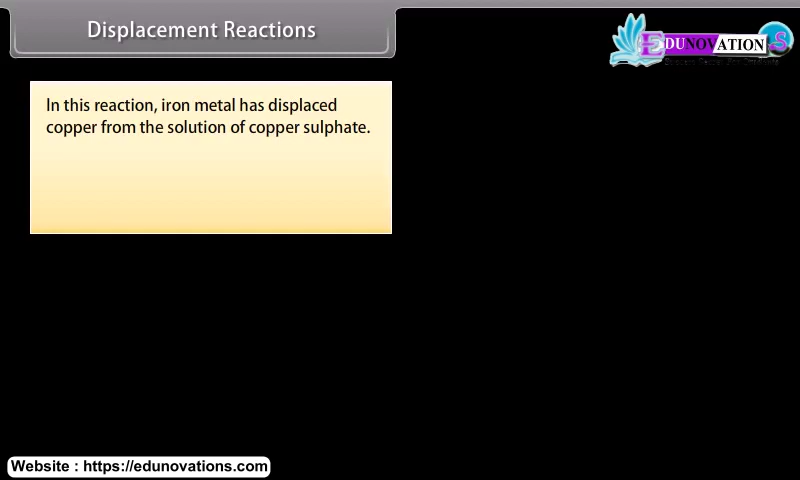 Displacement Reactions
EDUNOVATION.S
In this reaction, iron metal has displaced
copper from the solution of copper sulphate.
Website : https://edunovations.com